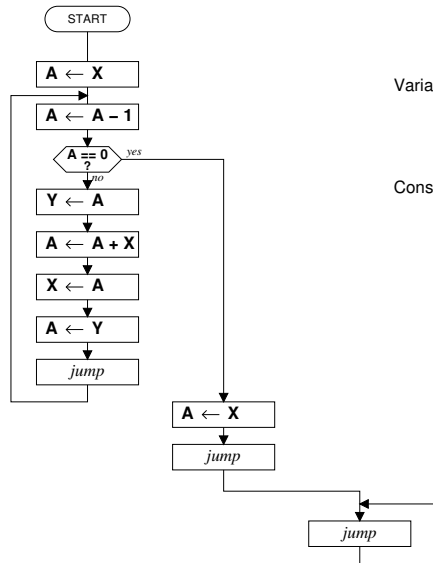 START
A ← X
Varia
A ← A − 1
A == 0
?
yes
no
Y ← A
Cons
A ← A + X
X ← A
A ← Y
jump
A ← X
jump
jump